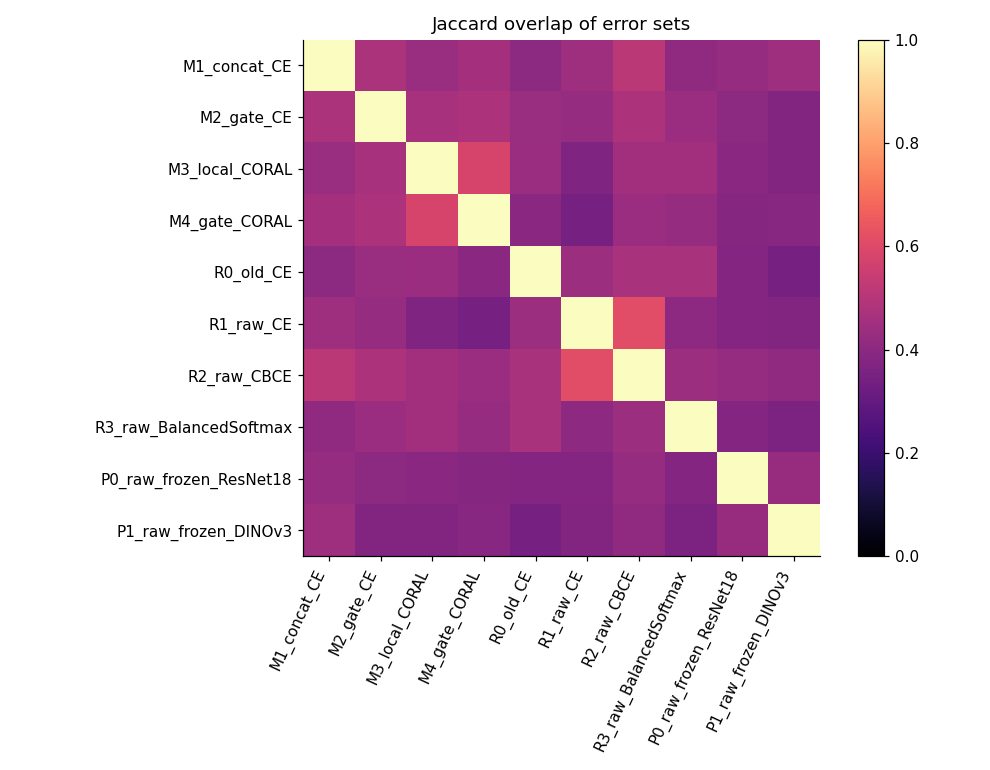 Jaccard overlap of error sets
M1_concat_CE
M2_gate_CE
M3_local_CORAL
M4_gate_CORAL
R0_old_CE
R1_raw_CE
R2_raw_CBCE
R3_raw_BalancedSoftmax
P0_raw_frozen_ResNet18
P1_raw_frozen_DINOv3
M1_concat_CE
M2_gate_CE
M3_local_CORAL
M4_gate_CORAL
R0_old_CE
R1_raw_CE
R2_raw_CBCE
R3_raw_BalancedSoftmax
P0_raw_frozen_ResNet18
P1_raw_frozen_DINOv3
1.0
0.8
0.6
0.4
0.2
0.0